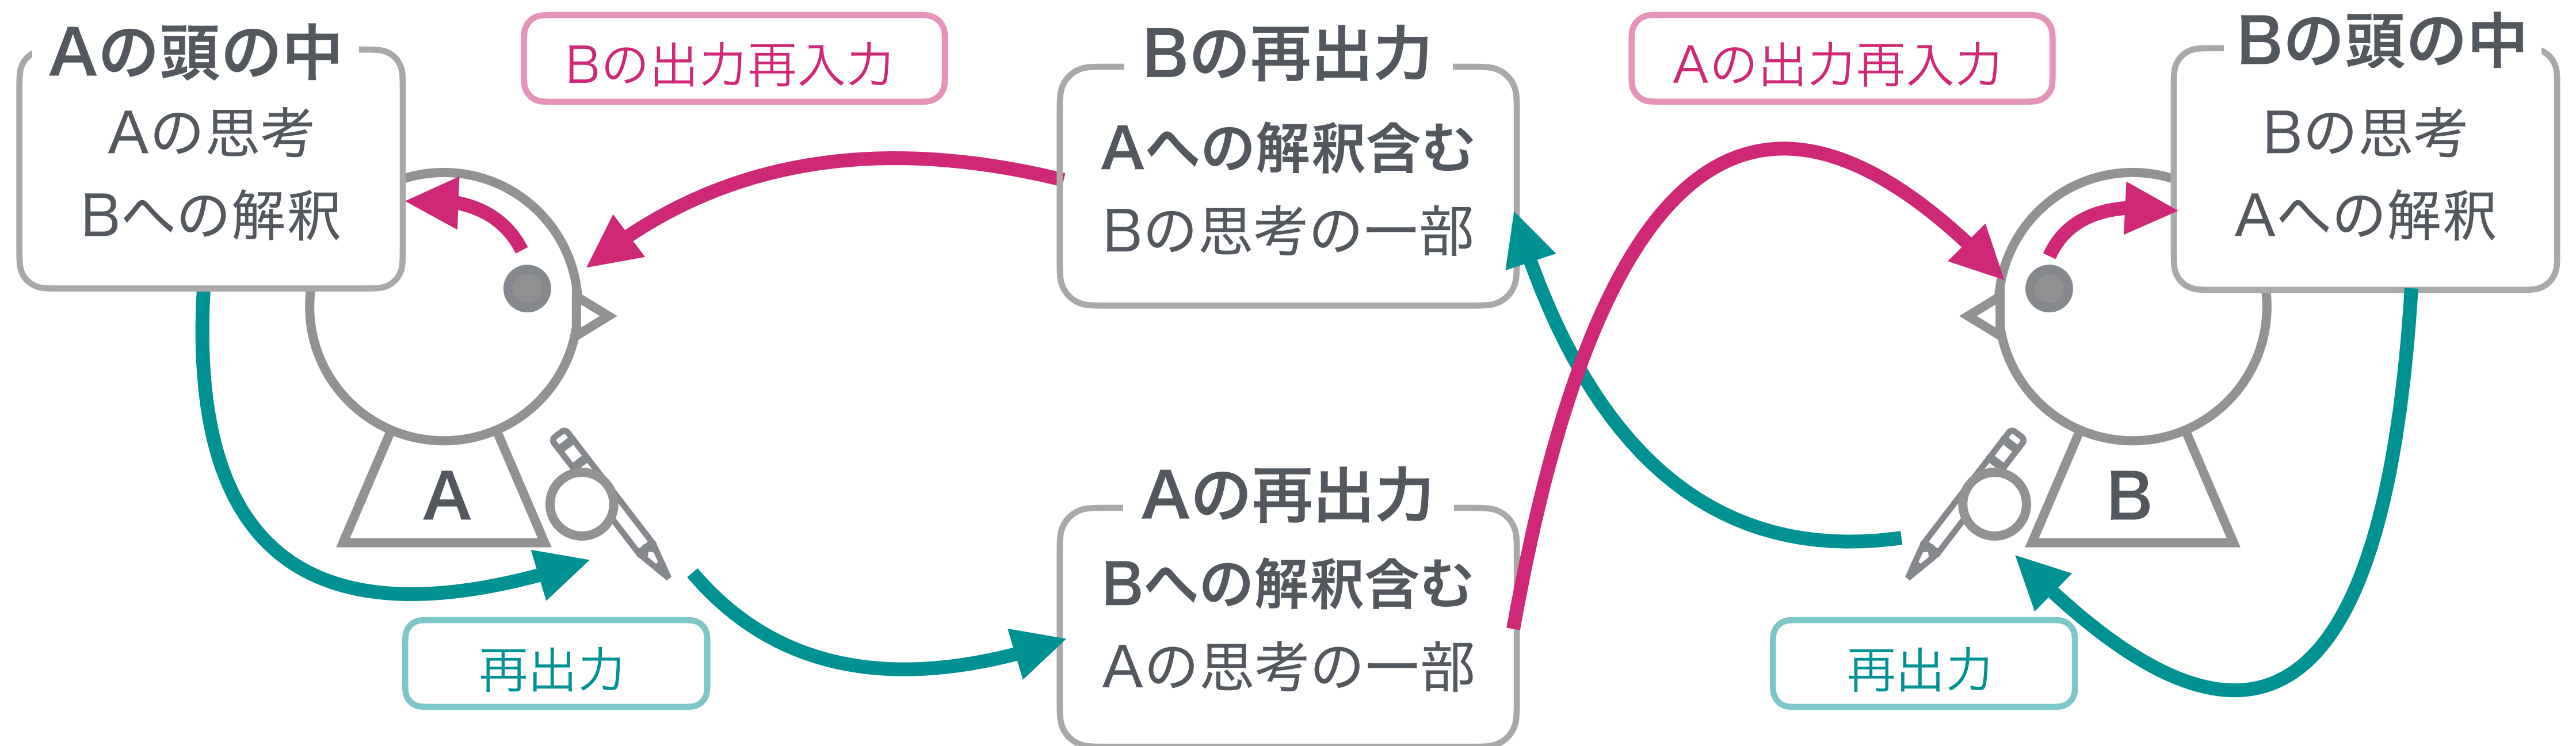 Aの頭の中
Aの思考
Bへの解釈
Bの出力再入力
Bの再出力
Aへの解釈含む
Bの思考の一部
Aの出力再入力
Bの頭の中
Bの思考
Aへの解釈
A
再出力
Aの再出力
Bへの解釈含む
Aの思考の一部
B
再出力